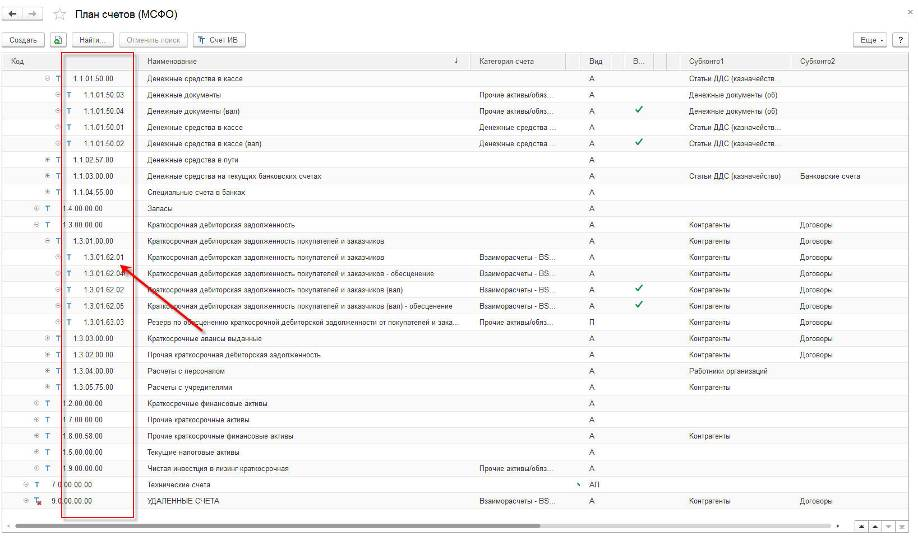 План счетов (МСФО)
Создать Найти... Отменить поиск Счет ИВ Еще ?
Код Наименование Категория счета Вид В... Субконто1 Субконто2
1.1.01.50.00 Денежные средства в кассе А Статьи ДДС (казначейств...
1.1.01.50.03 Денежные документы Прочие активы/обяз... А Денежные документы (об)
1.1.01.50.04 Денежные документы (вал) Прочие активы/обяз... А Денежные документы (об)
1.1.01.50.01 Денежные средства в кассе Денежные средства ... А Статьи ДДС (казначейств...
1.1.01.50.02 Денежные средства в кассе (вал) Денежные средства ... А Статьи ДДС (казначейств...
1.1.02.57.00 Денежные средства в пути А
1.1.03.00.00 Денежные средства на текущих банковских счетах А Статьи ДДС (казначейство) Банковские счета
1.1.04.55.00 Специальные счета в банках А
1.4.00.00.00 Запасы А
1.3.00.00.00 Краткосрочная дебиторская задолженность А Контрагенты Договоры
1.3.01.00.00 Краткосрочная дебиторская задолженность покупателей и заказчиков А Контрагенты Договоры
1.3.01.62.01 Краткосрочная дебиторская задолженность покупателей и заказчиков Взаиморасчеты - BS... А Контрагенты Договоры
1.3.01.62.04 Краткосрочная дебиторская задолженность покупателей и заказчиков - обесценение Взаиморасчеты - BS... А Контрагенты Договоры
1.3.01.62.02 Краткосрочная дебиторская задолженность покупателей и заказчиков (вал) Взаиморасчеты - BS... А Контрагенты Договоры
1.3.01.62.05 Краткосрочная дебиторская задолженность покупателей и заказчиков (вал) - обесценение Взаиморасчеты - BS... А Контрагенты Договоры
1.3.01.63.03 Резерв по обесценению краткосрочной дебиторской задолженности от покупателей и зака... Прочие активы/обяз... П Контрагенты Договоры
1.3.03.00.00 Краткосрочные авансы выданные А Контрагенты Договоры
1.3.02.00.00 Прочая краткосрочная дебиторская задолженность А Контрагенты Договоры
1.3.04.00.00 Расчеты с персоналом А Работники организаций
1.3.05.75.00 Расчеты с учредителями А Контрагенты
1.2.00.00.00 Краткосрочные финансовые активы А
1.7.00.00.00 Прочие краткосрочные активы А
1.8.00.58.00 Прочие краткосрочные финансовые активы А Контрагенты
1.5.00.00.00 Текущие налоговые активы А
1.9.00.00.00 Чистая инвестиция в лизинг краткосрочная Прочие активы/обяз... А
7.0.00.00.00 Технические счета АП
9.0.00.00.00 УДАЛЕННЫЕ СЧЕТА Взаиморасчеты - BS... А Контрагенты Договоры